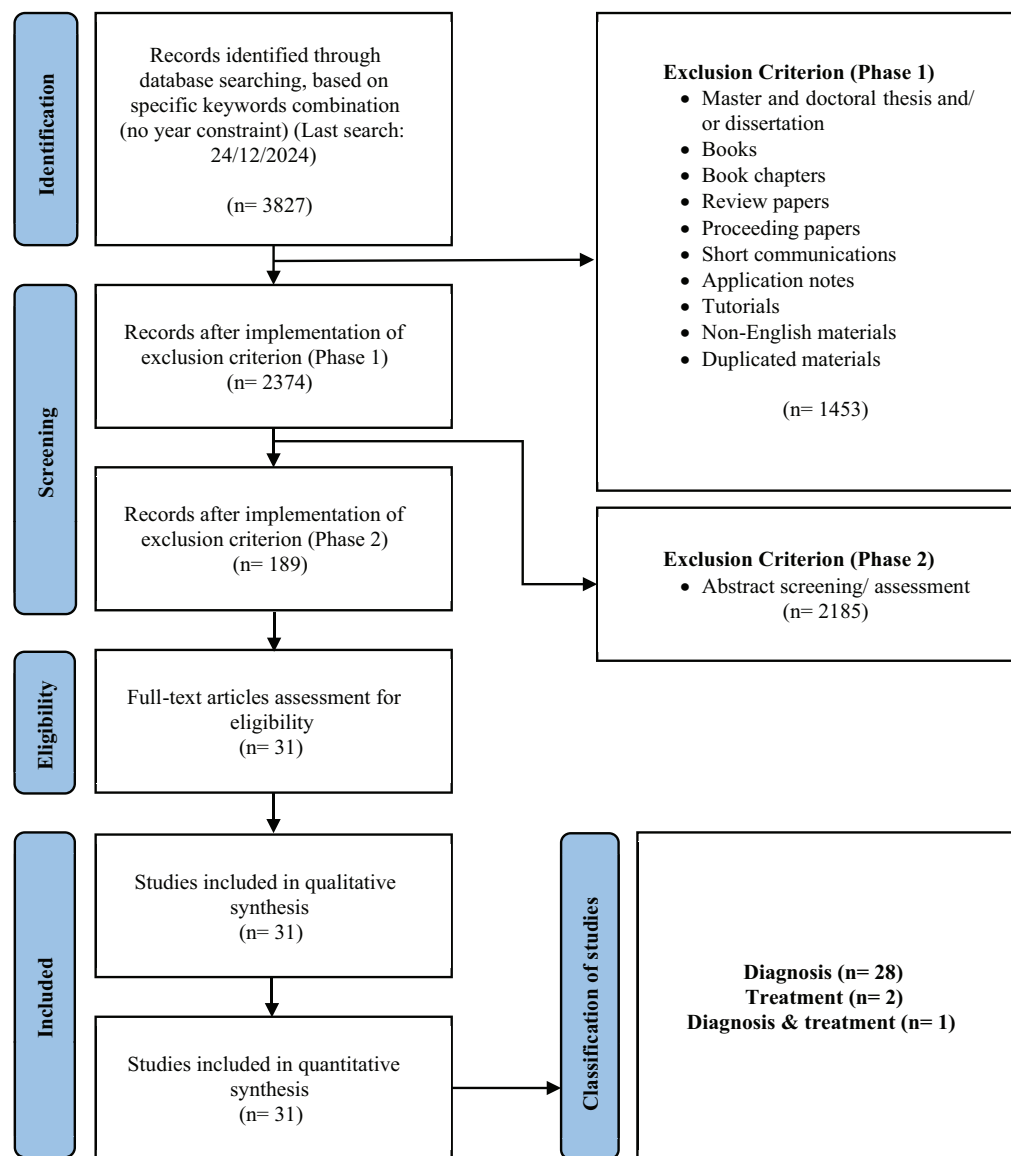 Identification
Records identified through
database searching, based on
specific keywords combination
(no year constraint) (Last search:
24/12/2024)
(n= 3827)
Exclusion Criterion (Phase 1)
• Master and doctoral thesis and/
or dissertation
• Books
• Book chapters
• Review papers
• Proceeding papers
• Short communications
• Application notes
• Tutorials
• Non-English materials
• Duplicated materials
(n= 1453)
Screening
Records after implementation of
exclusion criterion (Phase 1)
(n= 2374)
Records after implementation of
exclusion criterion (Phase 2)
(n= 189)
Exclusion Criterion (Phase 2)
• Abstract screening/ assessment
(n= 2185)
Eligibility
Full-text articles assessment for
eligibility
(n= 31)
Included
Studies included in qualitative
synthesis
(n= 31)
Studies included in quantitative
synthesis
(n= 31)
Classification of studies
Diagnosis (n= 28)
Treatment (n= 2)
Diagnosis & treatment (n= 1)